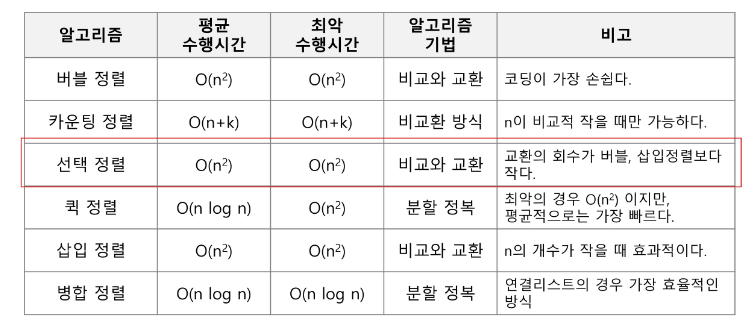 알고리즘 평균 수행시간 최악 수행시간 알고리즘 기법 비고
버블 정렬 O(n²) O(n²) 비교와 교환 코딩이 가장 손쉽다.
카운팅 정렬 O(n+k) O(n+k) 비교환 방식 n이 비교적 작을 때만 가능하다.
선택 정렬 O(n²) O(n²) 비교와 교환 교환의 회수가 버블, 삽입정렬보다
작다.
퀵 정렬 O(n log n) O(n²) 분할 정복 최악의 경우 O(n²) 이지만,
평균적으로는 가장 빠르다.
삽입 정렬 O(n²) O(n²) 비교와 교환 n의 개수가 작을 때 효과적이다.
병합 정렬 O(n log n) O(n log n) 분할 정복 연결리스트의 경우 가장 효율적인
방식